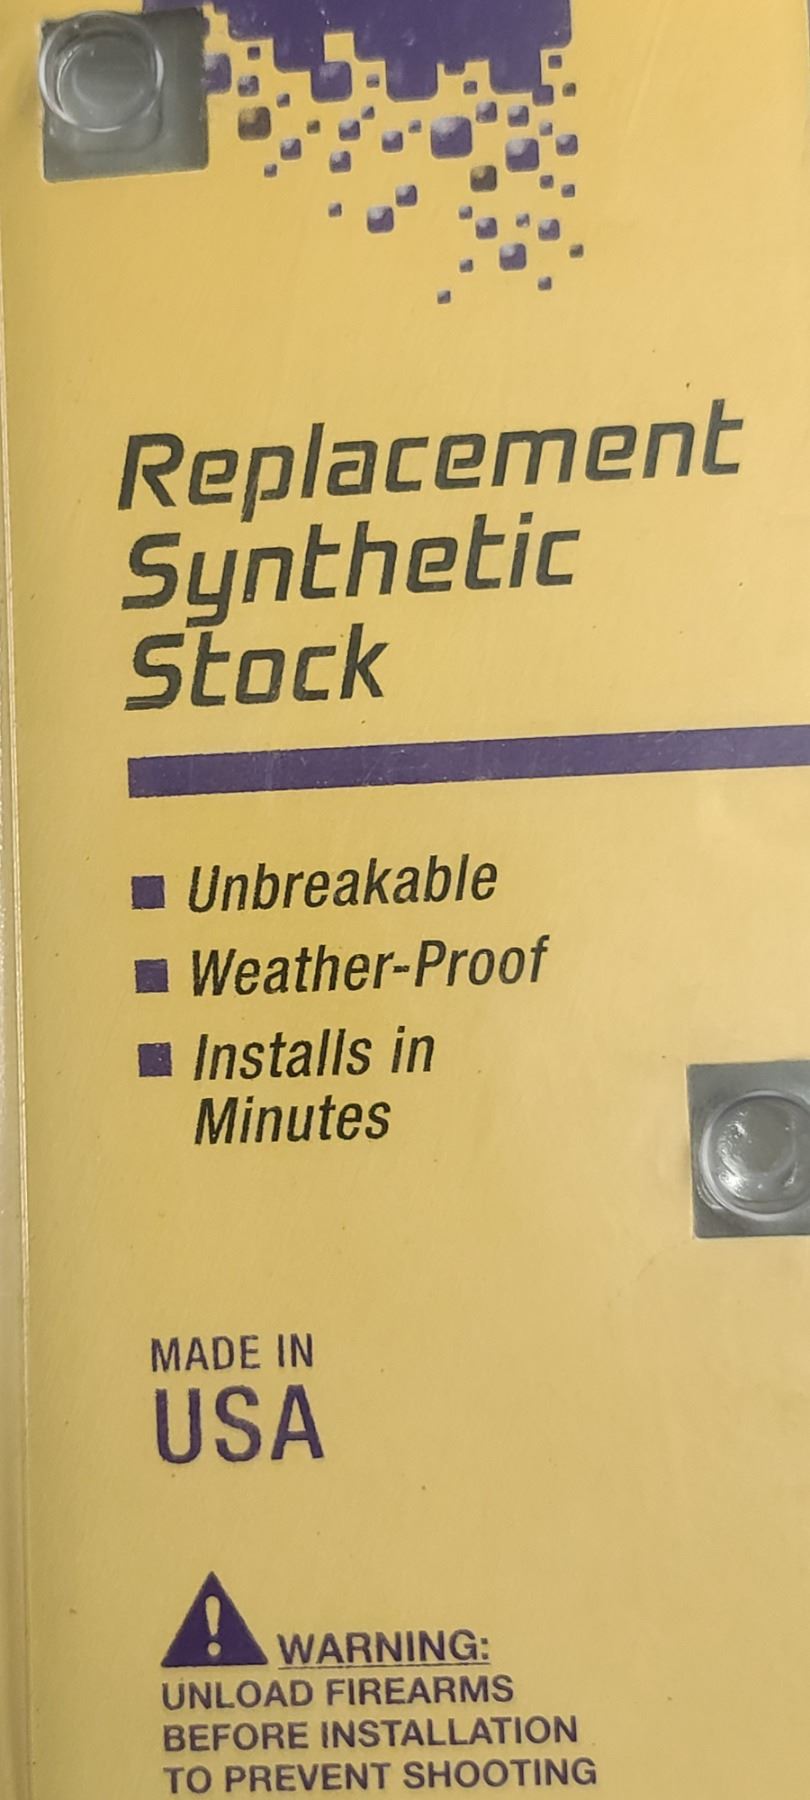 Replacement
Synthetic
Stock
Unbreakable
Weather-Proof
Installs in
Minutes
MADE IN
USA
WARNING:
UNLOAD FIREARMS
BEFORE INSTALLATION
TO PREVENT SHOOTING